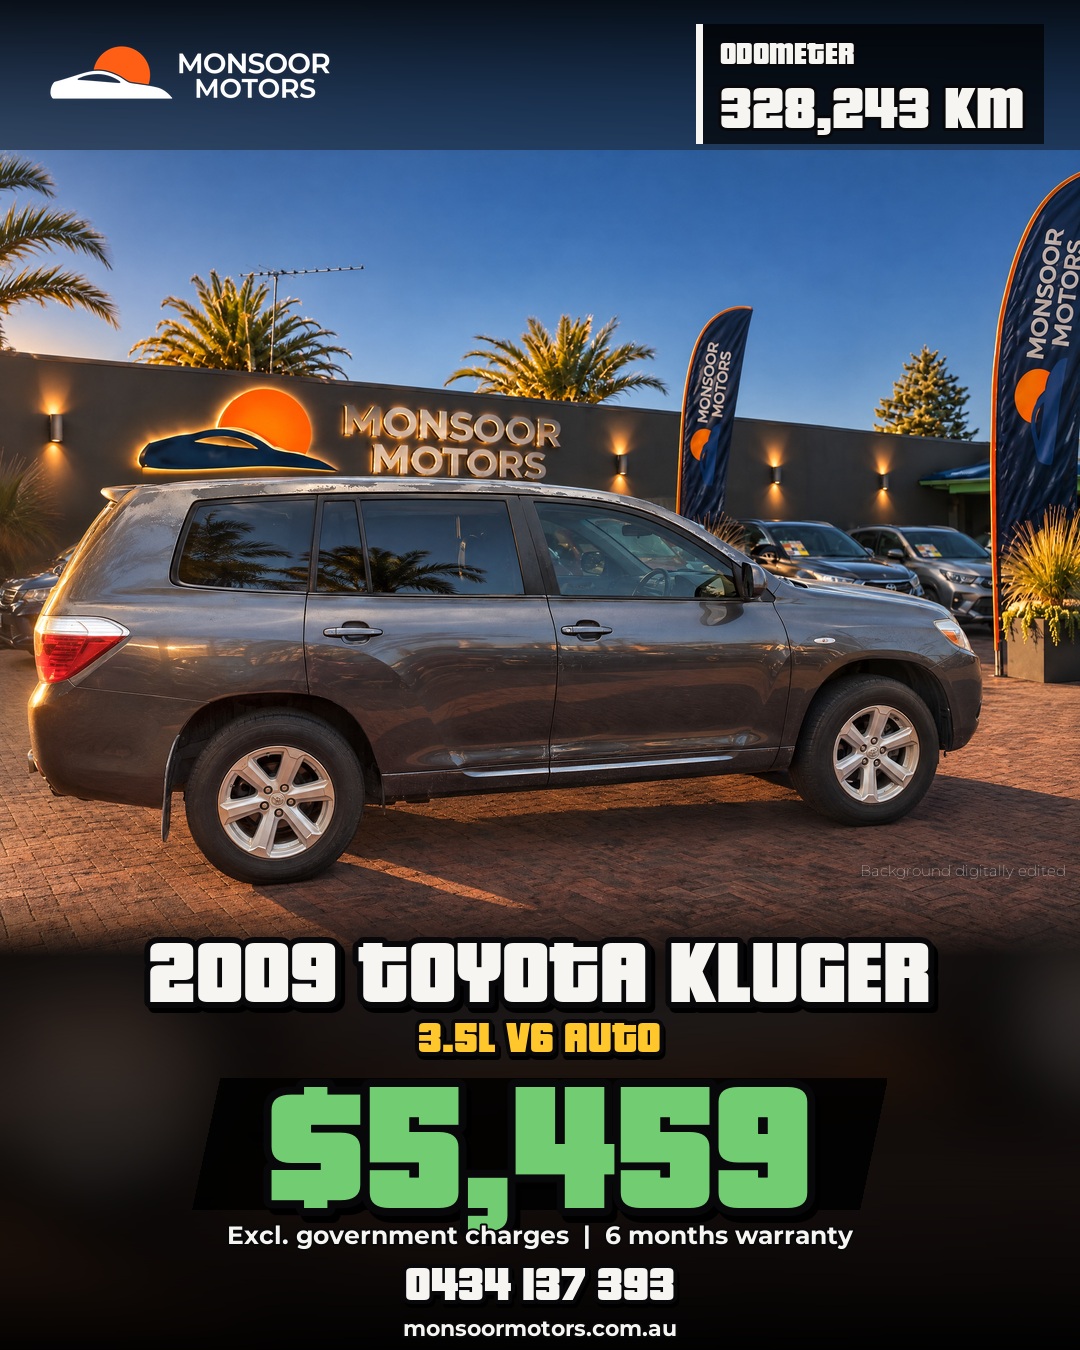 MONSOOR
MOTORS
ODOMETER
328,243 KM
MONSOOR
MOTORS
MONSOOR
MOTORS
MONSOOR
MOTORS
Background digitally edited
2009 TOYOTA KLUGER
3.5L V6 AUTO
$5,459
Excl. government charges | 6 months warranty
0434 137 393
monsoormotors.com.au